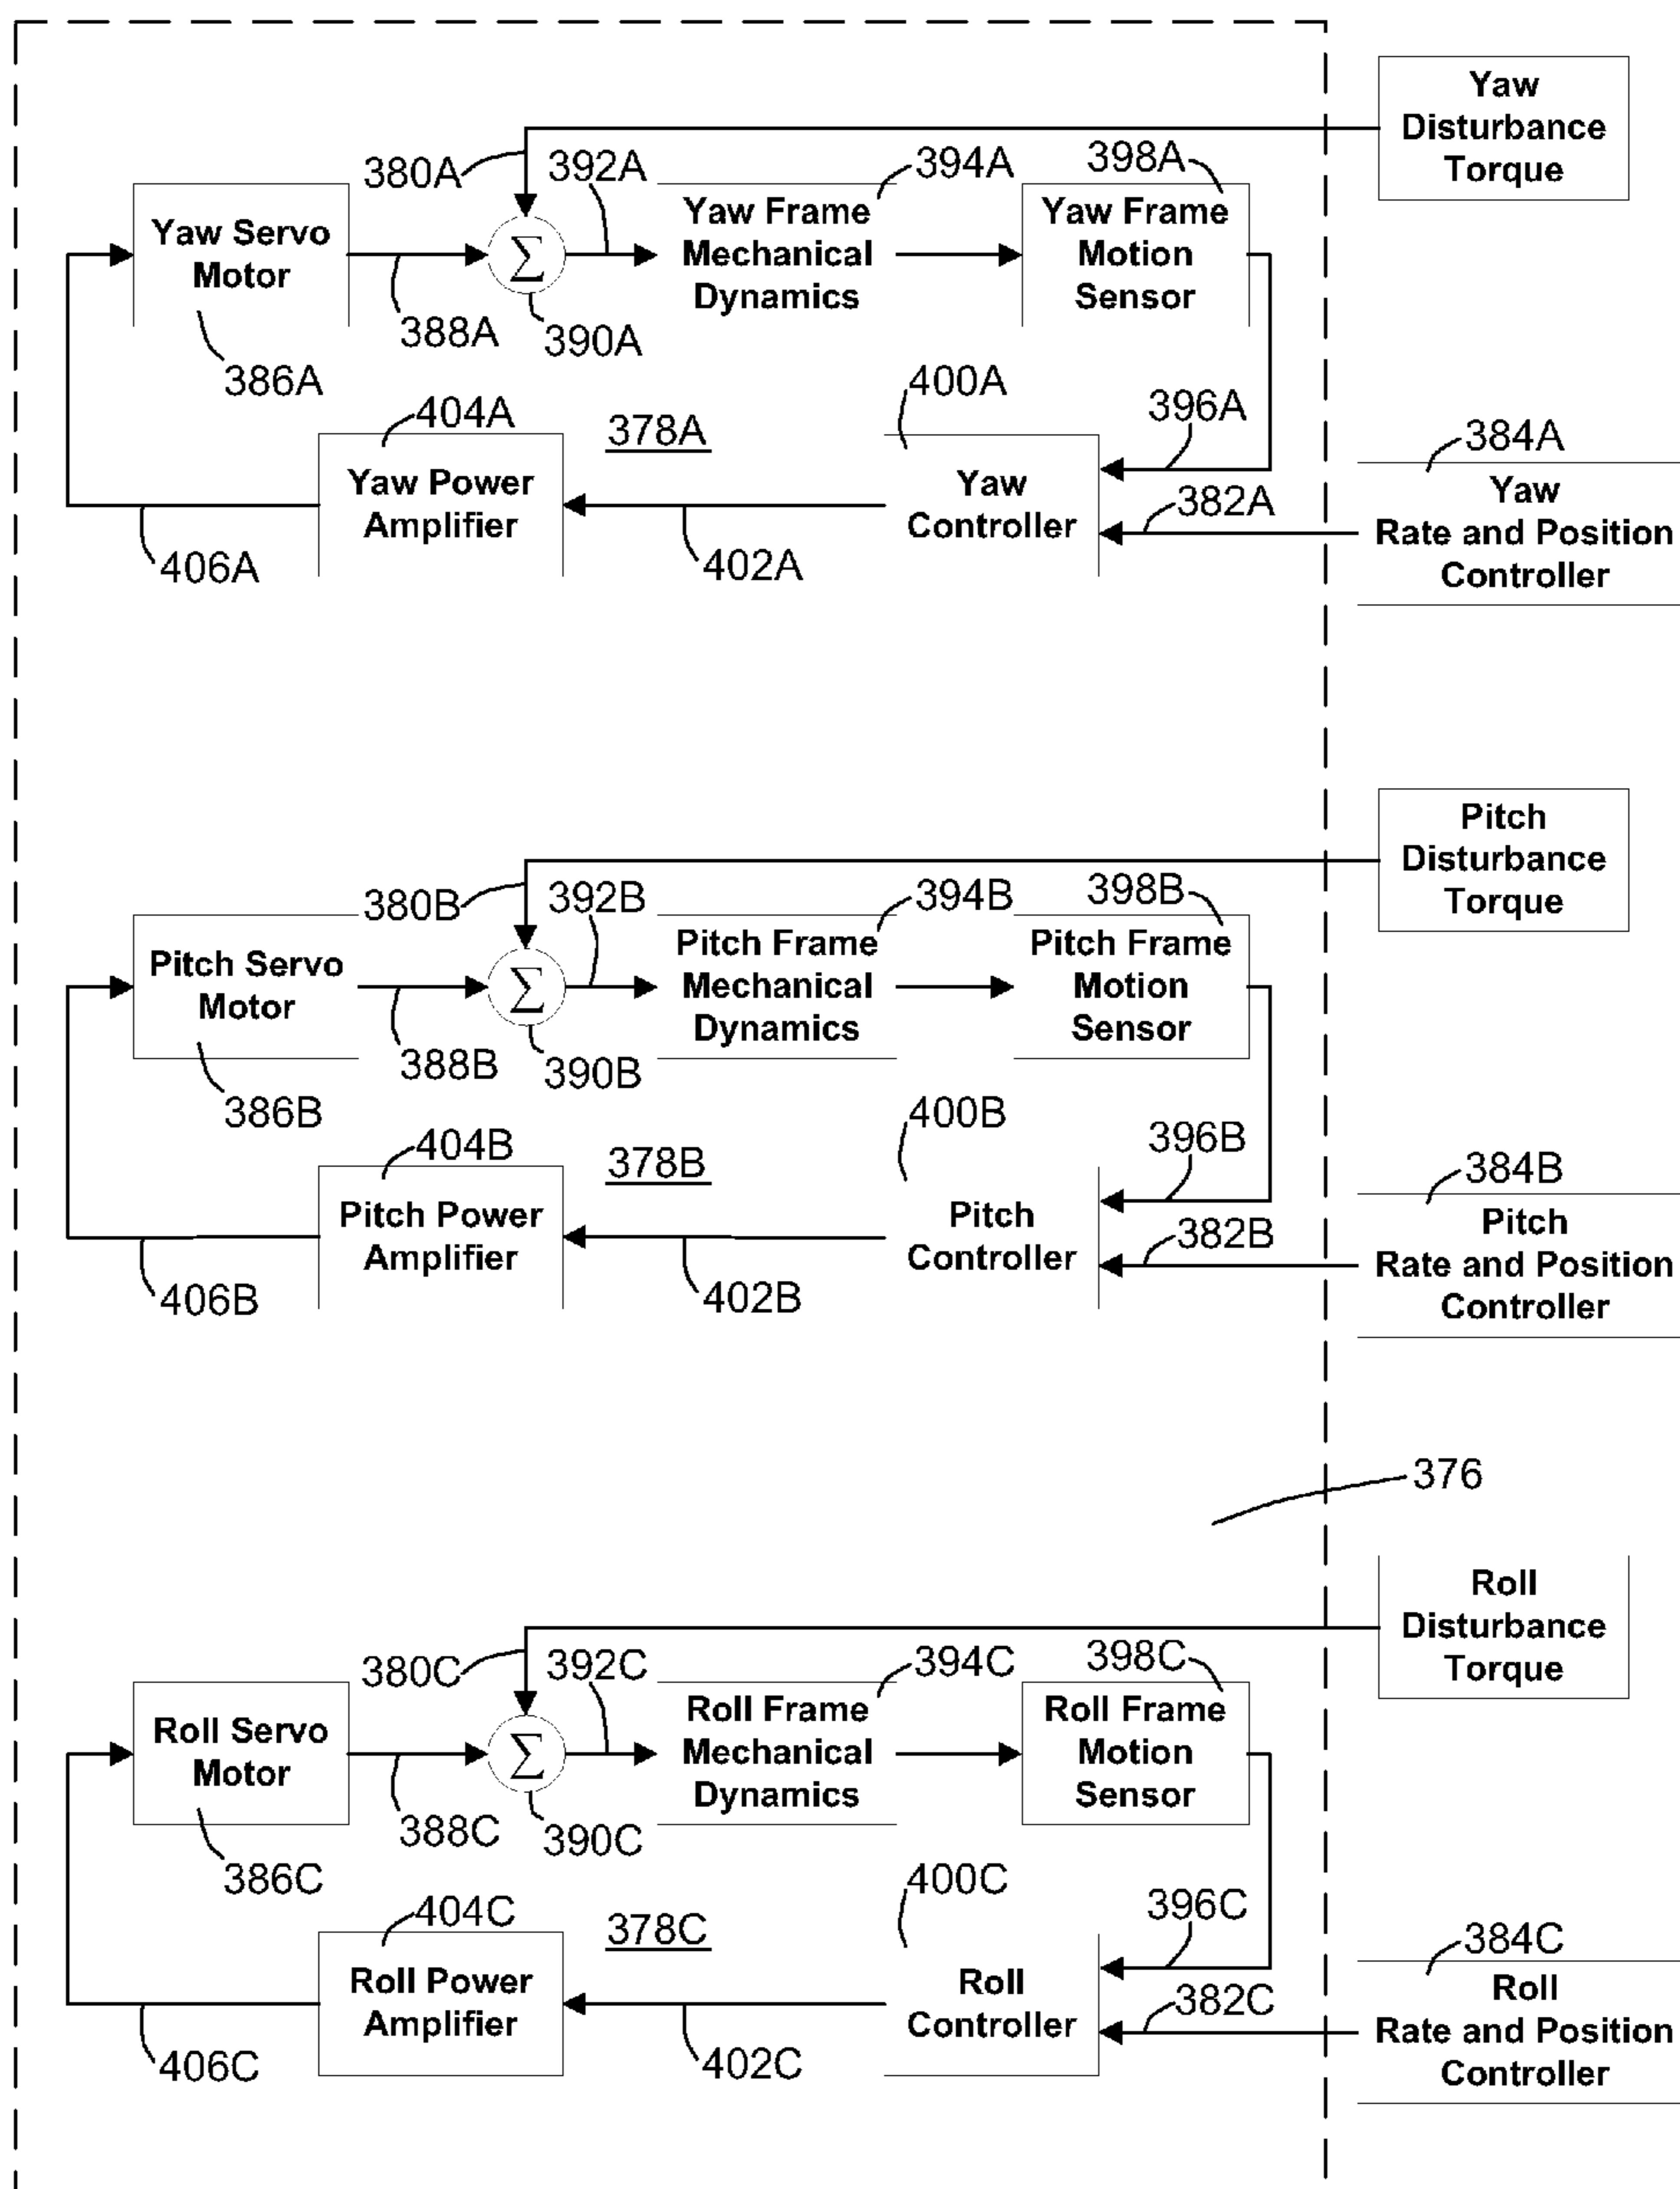 Yaw
Disturbance
Torque
380A
392A
394A
398A
Yaw Servo
Motor
Σ
Yaw Frame
Mechanical
Dynamics
Yaw Frame
Motion
Sensor
388A
390A
386A
400A
404A
378A
396A
384A
Yaw Power
Amplifier
Yaw
Controller
382A
Yaw
Rate and Position
Controller
406A
402A
Pitch
Disturbance
Torque
380B
392B
394B
398B
Pitch Servo
Motor
Σ
Pitch Frame
Mechanical
Dynamics
Pitch Frame
Motion
Sensor
388B
390B
386B
400B
404B
378B
396B
384B
Pitch Power
Amplifier
Pitch
Controller
382B
Pitch
Rate and Position
Controller
406B
402B
376
Roll
Disturbance
Torque
380C
392C
394C
398C
Roll Servo
Motor
Σ
Roll Frame
Mechanical
Dynamics
Roll Frame
Motion
Sensor
388C
390C
386C
400C
404C
378C
396C
384C
Roll Power
Amplifier
Roll
Controller
382C
Roll
Rate and Position
Controller
406C
402C